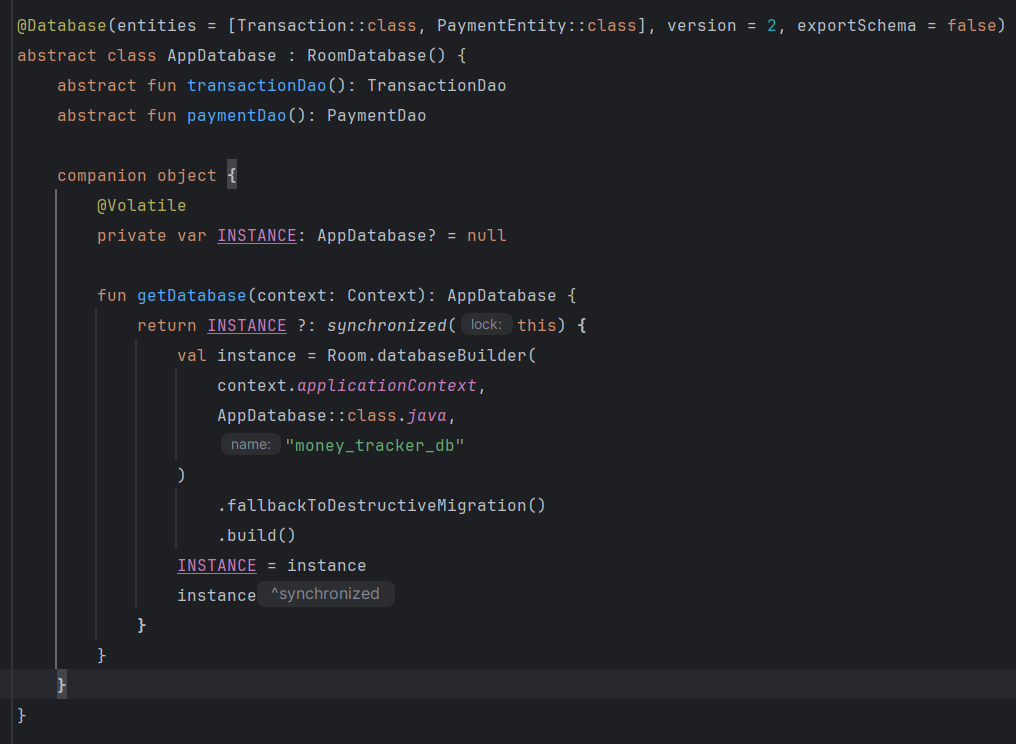 @Database(entities = [Transaction::class, PaymentEntity::class], version = 2, exportSchema = false)
abstract class AppDatabase : RoomDatabase() {
    abstract fun transactionDao(): TransactionDao
    abstract fun paymentDao(): PaymentDao

    companion object {
        @Volatile
        private var INSTANCE: AppDatabase? = null

        fun getDatabase(context: Context): AppDatabase {
            return INSTANCE ?: synchronized( lock: this) {
                val instance = Room.databaseBuilder(
                    context.applicationContext,
                    AppDatabase::class.java,
                    name: "money_tracker_db"
                )
                    .fallbackToDestructiveMigration()
                    .build()
                INSTANCE = instance
                instance ^synchronized
            }
        }
    }
}